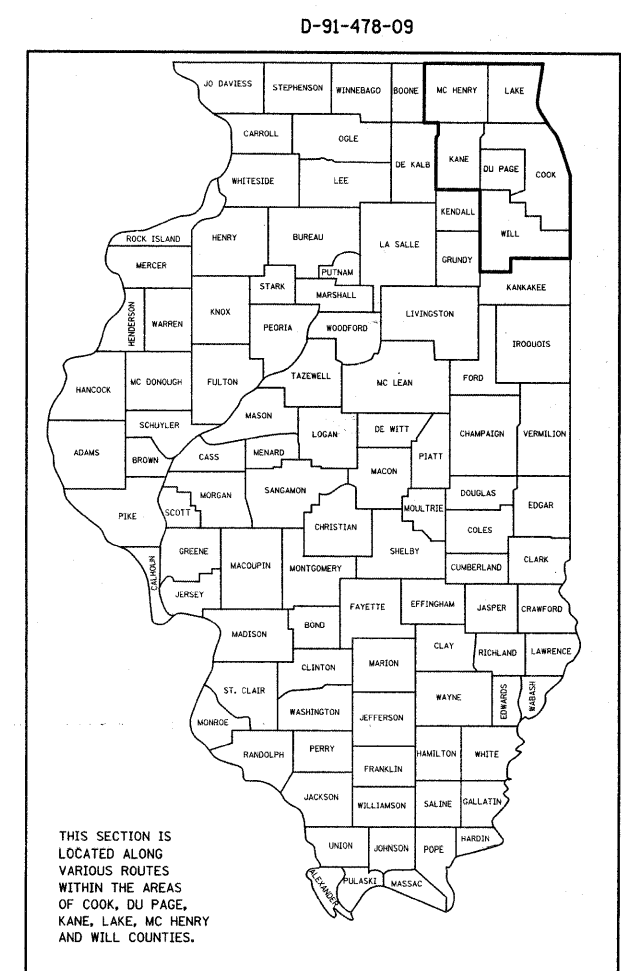 D-91-478-09
JO DAVIESS
STEPHENSON
WINNEBAGO
BOONE
MC HENRY
LAKE
CARROLL
OGLE
DE KALB
KANE
DU PAGE
COOK
WHITESIDE
LEE
KENDALL
WILL
ROCK ISLAND
HENRY
BUREAU
LA SALLE
GRUNDY
MERCER
PUTNAM
KANKAKEE
STARK
MARSHALL
HENDERSON
WARREN
KNOX
PEORIA
WOODFORD
LIVINGSTON
IROQUOIS
HANCOCK
MC DONOUGH
FULTON
TAZEWELL
MC LEAN
FORD
MASON
SCHUYLER
LOGAN
DE WITT
CHAMPAIGN
VERMILION
ADAMS
BROWN
CASS
MENARD
PIATT
MACON
PIKE
SCOTT
MORGAN
SANGAMON
MOULTRIE
DOUGLAS
EDGAR
CHRISTIAN
COLES
CALHOUN
GREENE
MACOUPIN
MONTGOMERY
SHELBY
CUMBERLAND
CLARK
JERSEY
FAYETTE
EFFINGHAM
JASPER
CRAWFORD
MADISON
BOND
CLAY
RICHLAND
LAWRENCE
CLINTON
MARION
ST. CLAIR
WAYNE
EDWARDS
WABASH
MONROE
WASHINGTON
JEFFERSON
RANDOLPH
PERRY
HAMILTON
WHITE
FRANKLIN
JACKSON
WILLIAMSON
SALINE
GALLATIN
UNION
JOHNSON
POPE
HARDIN
ALEXANDER
PULASKI
MASSAC
THIS SECTION IS
LOCATED ALONG
VARIOUS ROUTES
WITHIN THE AREAS
OF COOK, DU PAGE,
KANE, LAKE, MC HENRY
AND WILL COUNTIES.